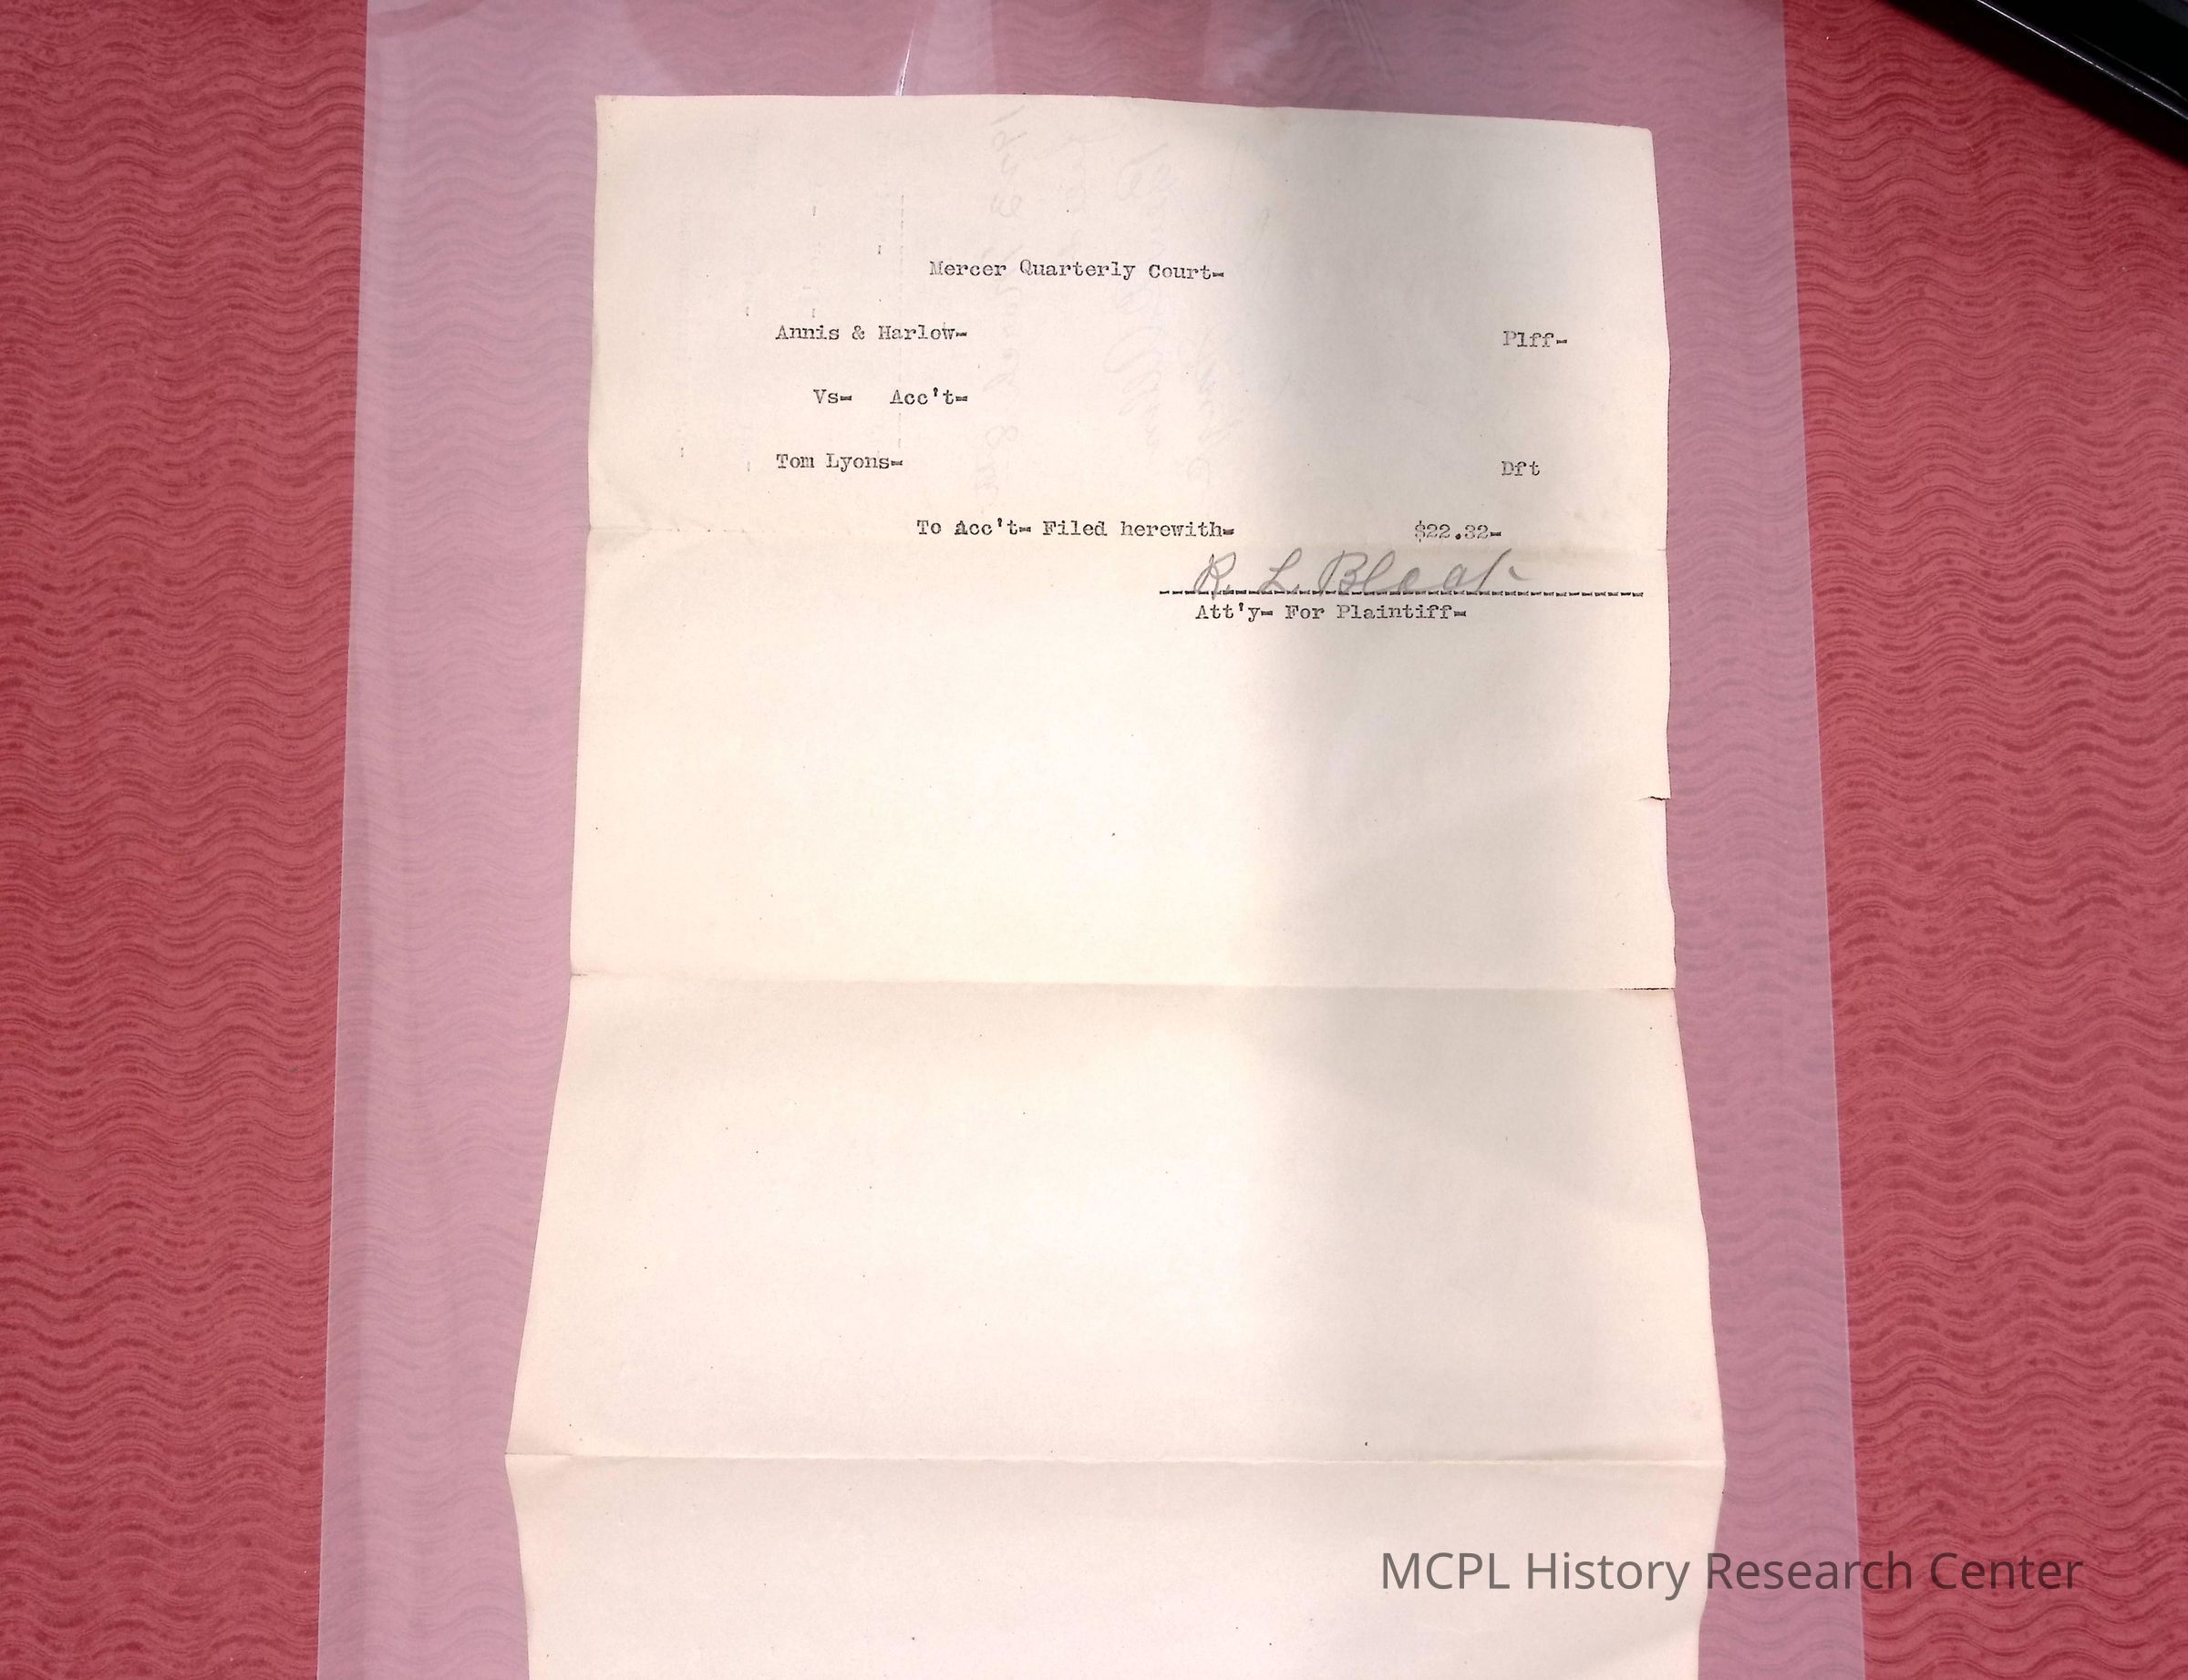 Mercer Quarterly Court-
Annis & Harlow- Plff-
Vs- Acc't-
Tom Lyons- Dft
To Acc't- Filed herewith- $22.32-
R. L. Black
Att'y- For Plaintiff-
MCPL History Research Center